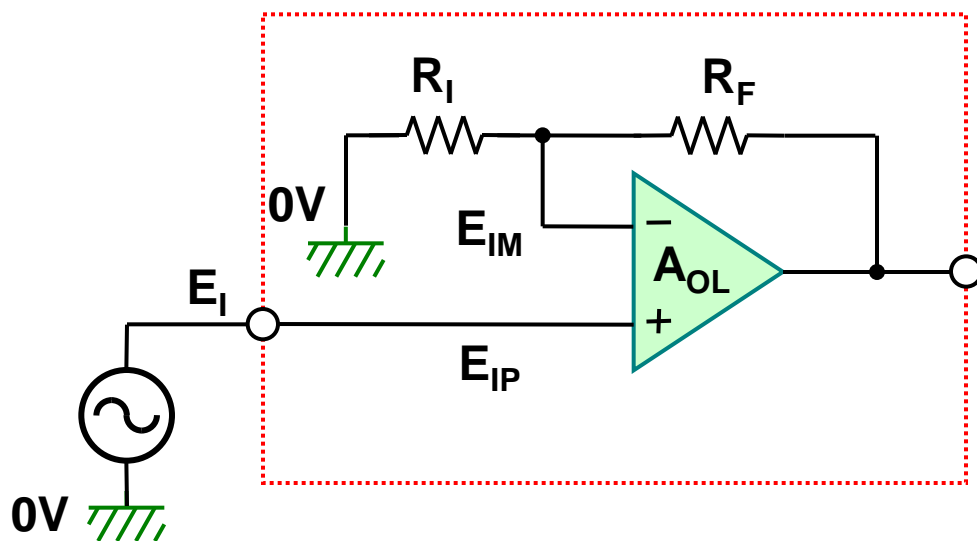 R_I
R_F
0V
E_IM
−
A_OL
E_I
+
E_IP
0V